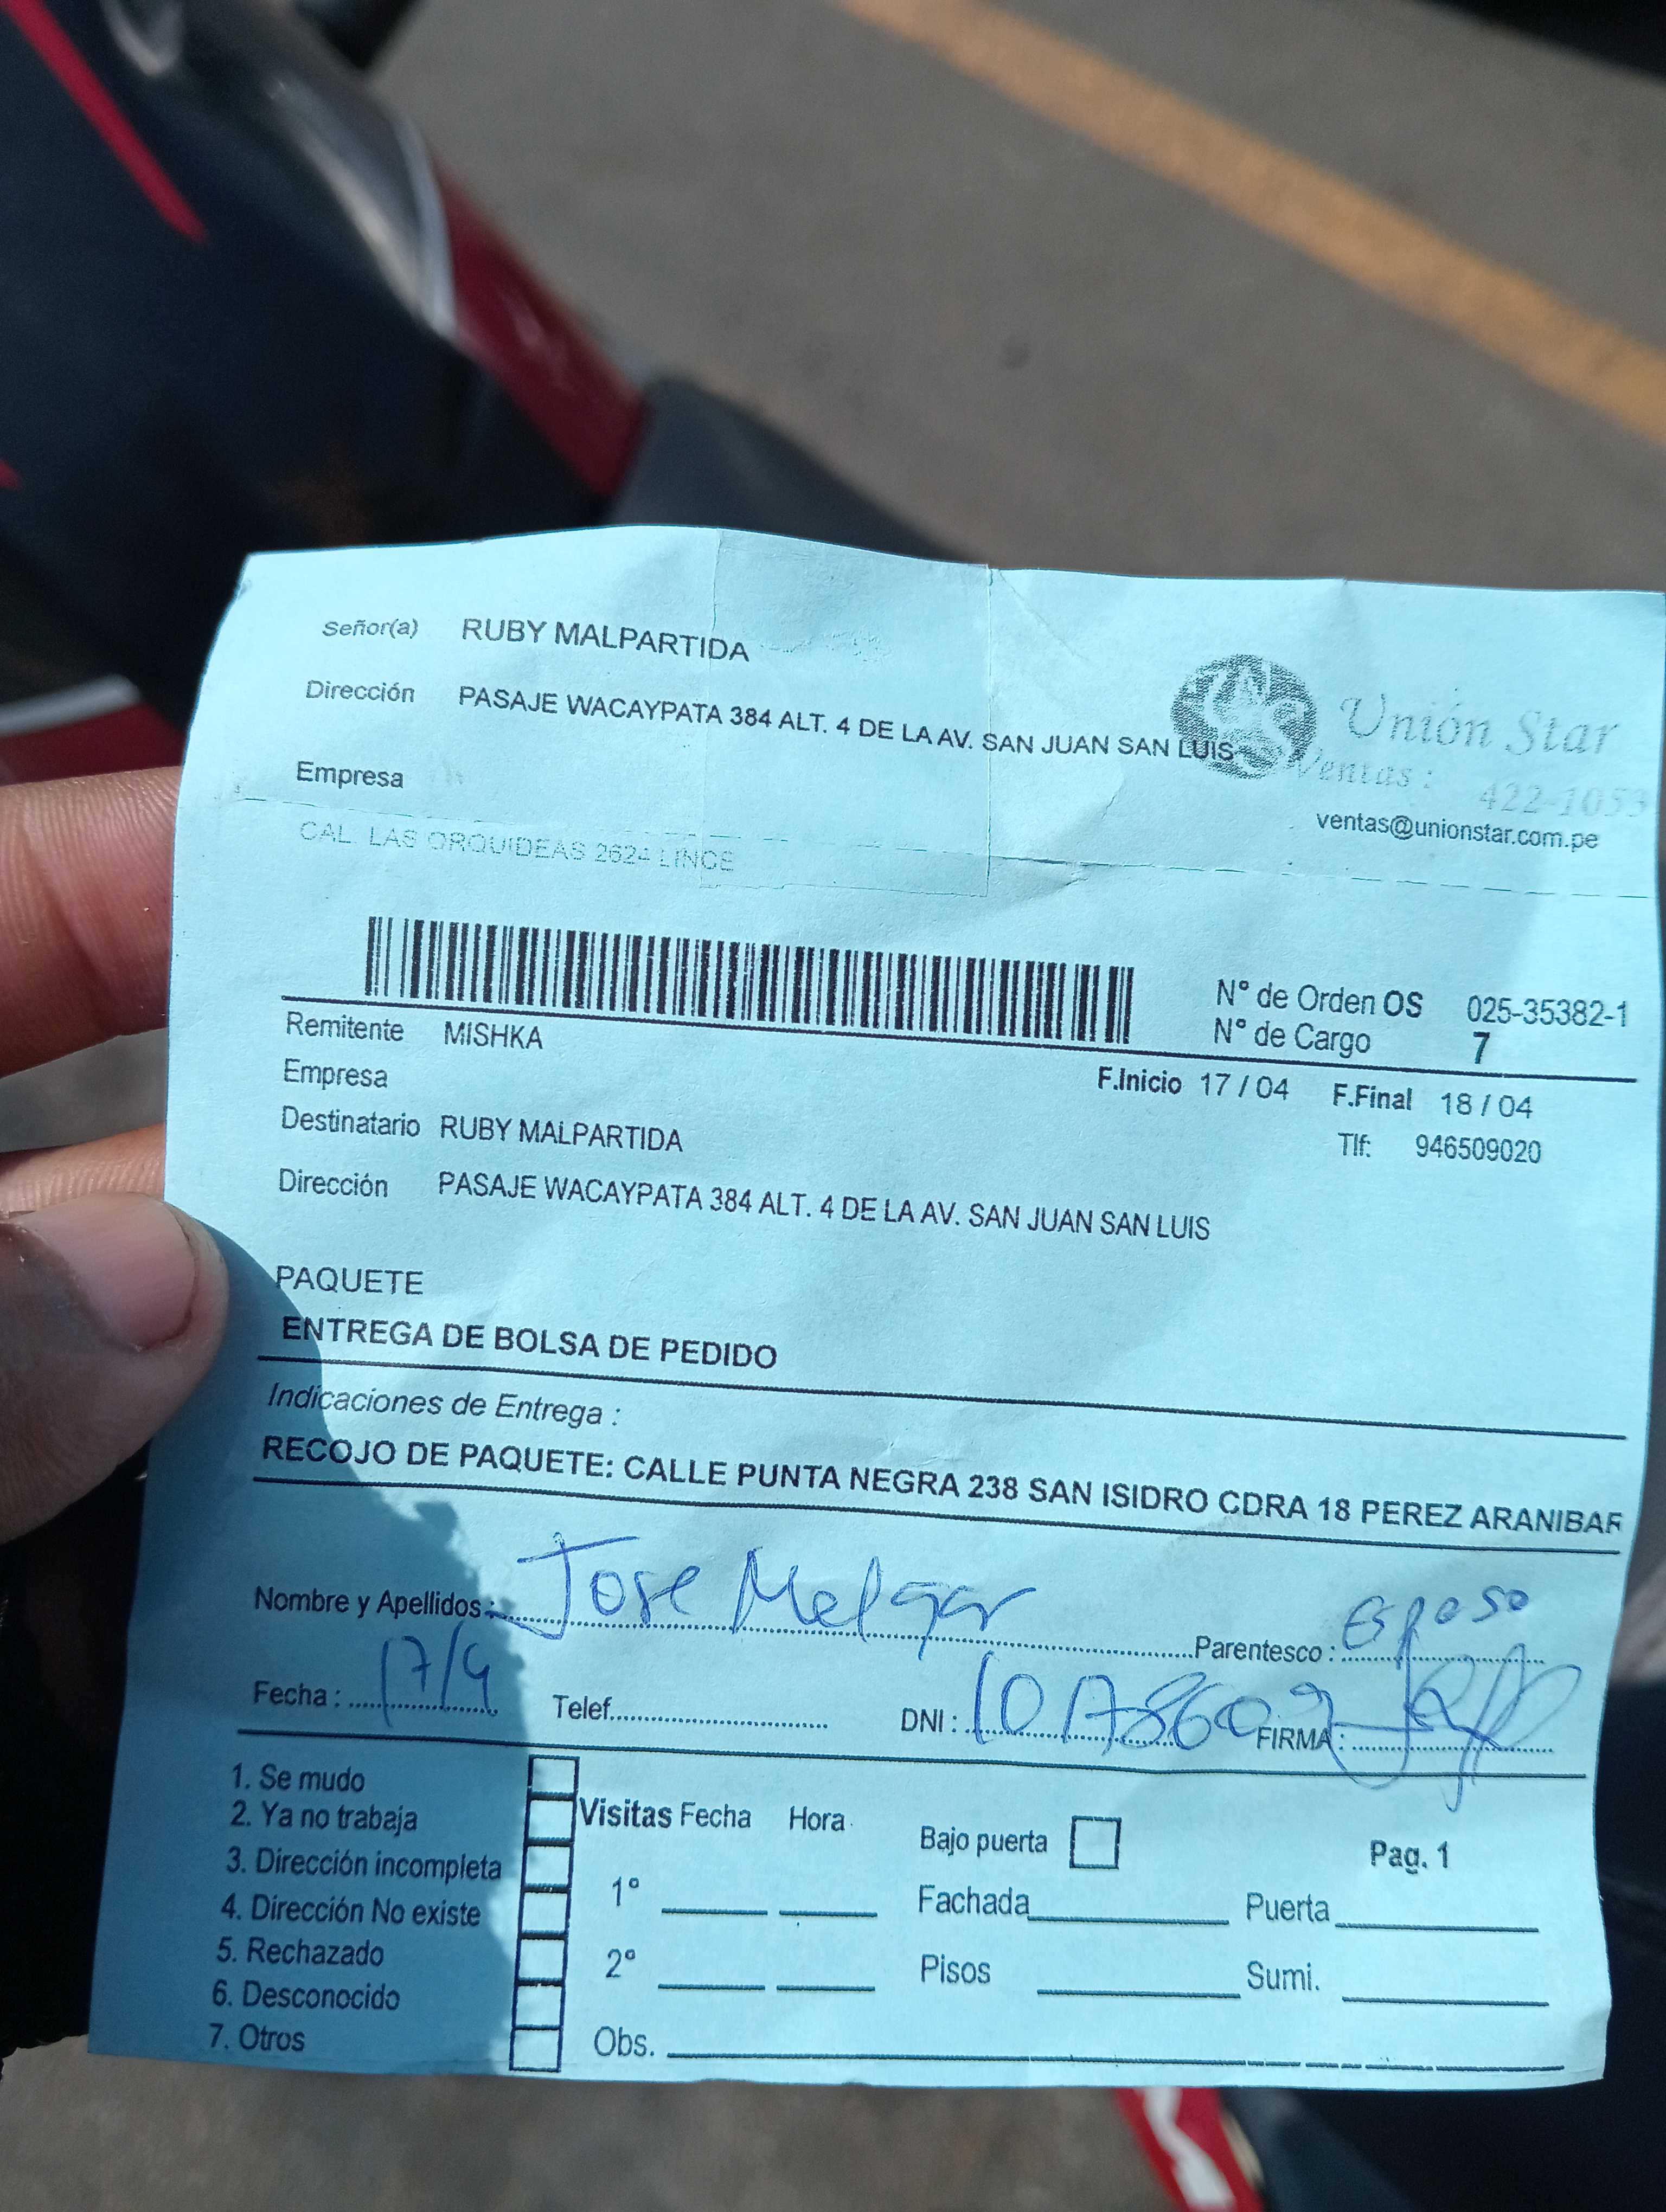 Señor(a) RUBY MALPARTIDA
Dirección PASAJE WACAYPATA 384 ALT. 4 DE LA AV. SAN JUAN SAN LUIS
Unión Star
Ventas : 422-1053
ventas@unionstar.com.pe
Empresa
CAL. LAS ORQUIDEAS 2624 LINCE
N° de Orden OS 025-35382-1
N° de Cargo 7
Remitente MISHKA
Empresa
F.Inicio 17 / 04 F.Final 18 / 04
Destinatario RUBY MALPARTIDA
Tlf: 946509020
Dirección PASAJE WACAYPATA 384 ALT. 4 DE LA AV. SAN JUAN SAN LUIS
PAQUETE
ENTREGA DE BOLSA DE PEDIDO
Indicaciones de Entrega :
RECOJO DE PAQUETE: CALLE PUNTA NEGRA 238 SAN ISIDRO CDRA 18 PEREZ ARANIBAR
Nombre y Apellidos : Jose Melgar Parentesco : Esposo
Fecha : 17/4 Telef. DNI : FIRMA :
1. Se mudo
2. Ya no trabaja
3. Dirección incompleta
4. Dirección No existe
5. Rechazado
6. Desconocido
7. Otros
Visitas Fecha Hora
1°
2°
Obs.
Bajo puerta Pag. 1
Fachada Puerta
Pisos Sumi.